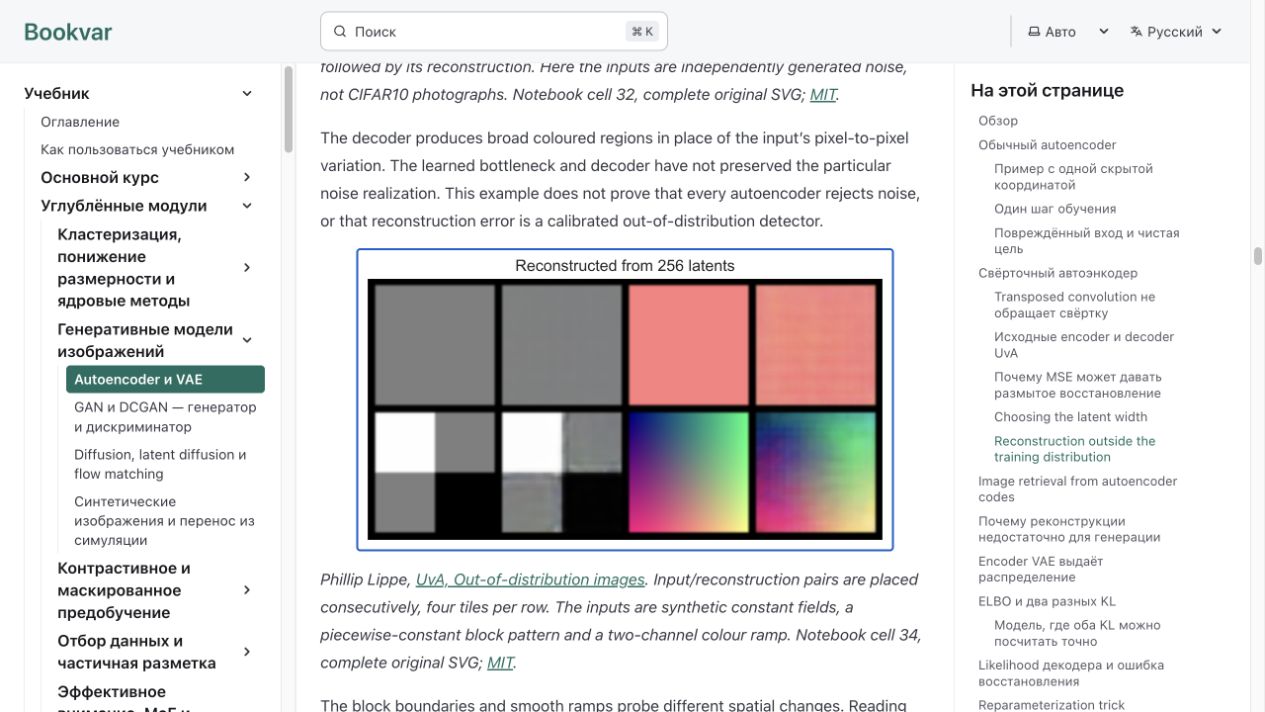 Bookvar
Поиск
⌘ K
Авто
Русский
Учебник
Оглавление
Как пользоваться учебником
Основной курс
Углублённые модули
Кластеризация,
понижение
размерности и
ядровые методы
Генеративные модели
изображений
Autoencoder и VAE
GAN и DCGAN — генератор
и дискриминатор
Diffusion, latent diffusion и
flow matching
Синтетические
изображения и перенос из
симуляции
Контрастивное и
маскированное
предобучение
Отбор данных и
частичная разметка
Эффективное
внимание, MoE и
followed by its reconstruction. Here the inputs are independently generated noise,
not CIFAR10 photographs. Notebook cell 32, complete original SVG; MIT.
The decoder produces broad coloured regions in place of the input's pixel-to-pixel
variation. The learned bottleneck and decoder have not preserved the particular
noise realization. This example does not prove that every autoencoder rejects noise,
or that reconstruction error is a calibrated out-of-distribution detector.
Reconstructed from 256 latents
Phillip Lippe, UvA, Out-of-distribution images. Input/reconstruction pairs are placed
consecutively, four tiles per row. The inputs are synthetic constant fields, a
piecewise-constant block pattern and a two-channel colour ramp. Notebook cell 34,
complete original SVG; MIT.
The block boundaries and smooth ramps probe different spatial changes. Reading
На этой странице
Обзор
Обычный autoencoder
Пример с одной скрытой
координатой
Один шаг обучения
Повреждённый вход и чистая
цель
Свёрточный автоэнкодер
Transposed convolution не
обращает свёртку
Исходные encoder и decoder
UvA
Почему MSE может давать
размытое восстановление
Choosing the latent width
Reconstruction outside the
training distribution
Image retrieval from autoencoder
codes
Почему реконструкции
недостаточно для генерации
Encoder VAE выдаёт
распределение
ELBO и два разных KL
Модель, где оба KL можно
посчитать точно
Likelihood декодера и ошибка
восстановления
Reparameterization trick